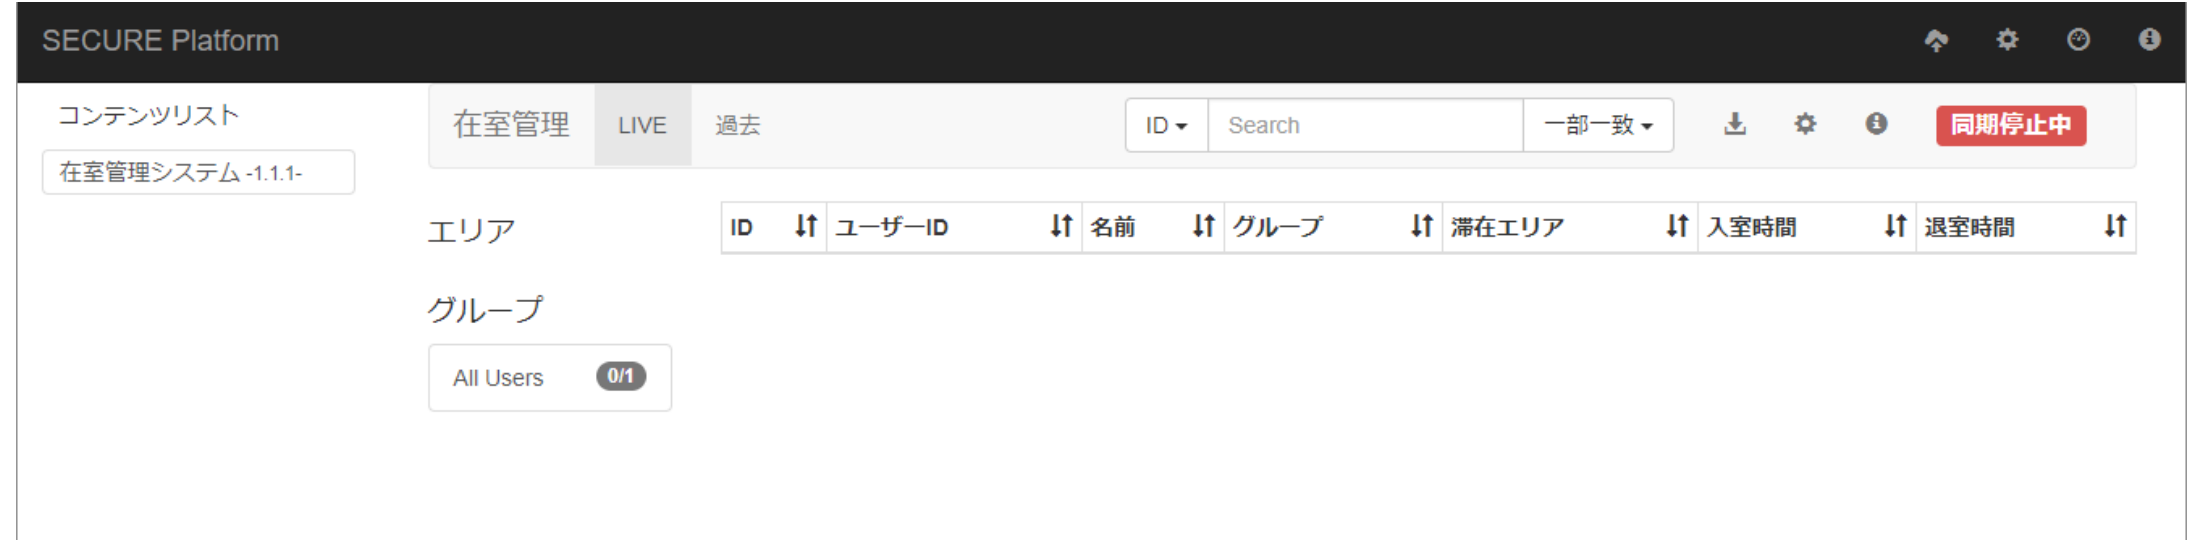 SECURE Platform
コンテンツリスト
在室管理システム -1.1.1-
在室管理 LIVE 過去 ID Search 一部一致 同期停止中
エリア
グループ
All Users 0/1
ID ユーザーID 名前 グループ 滞在エリア 入室時間 退室時間